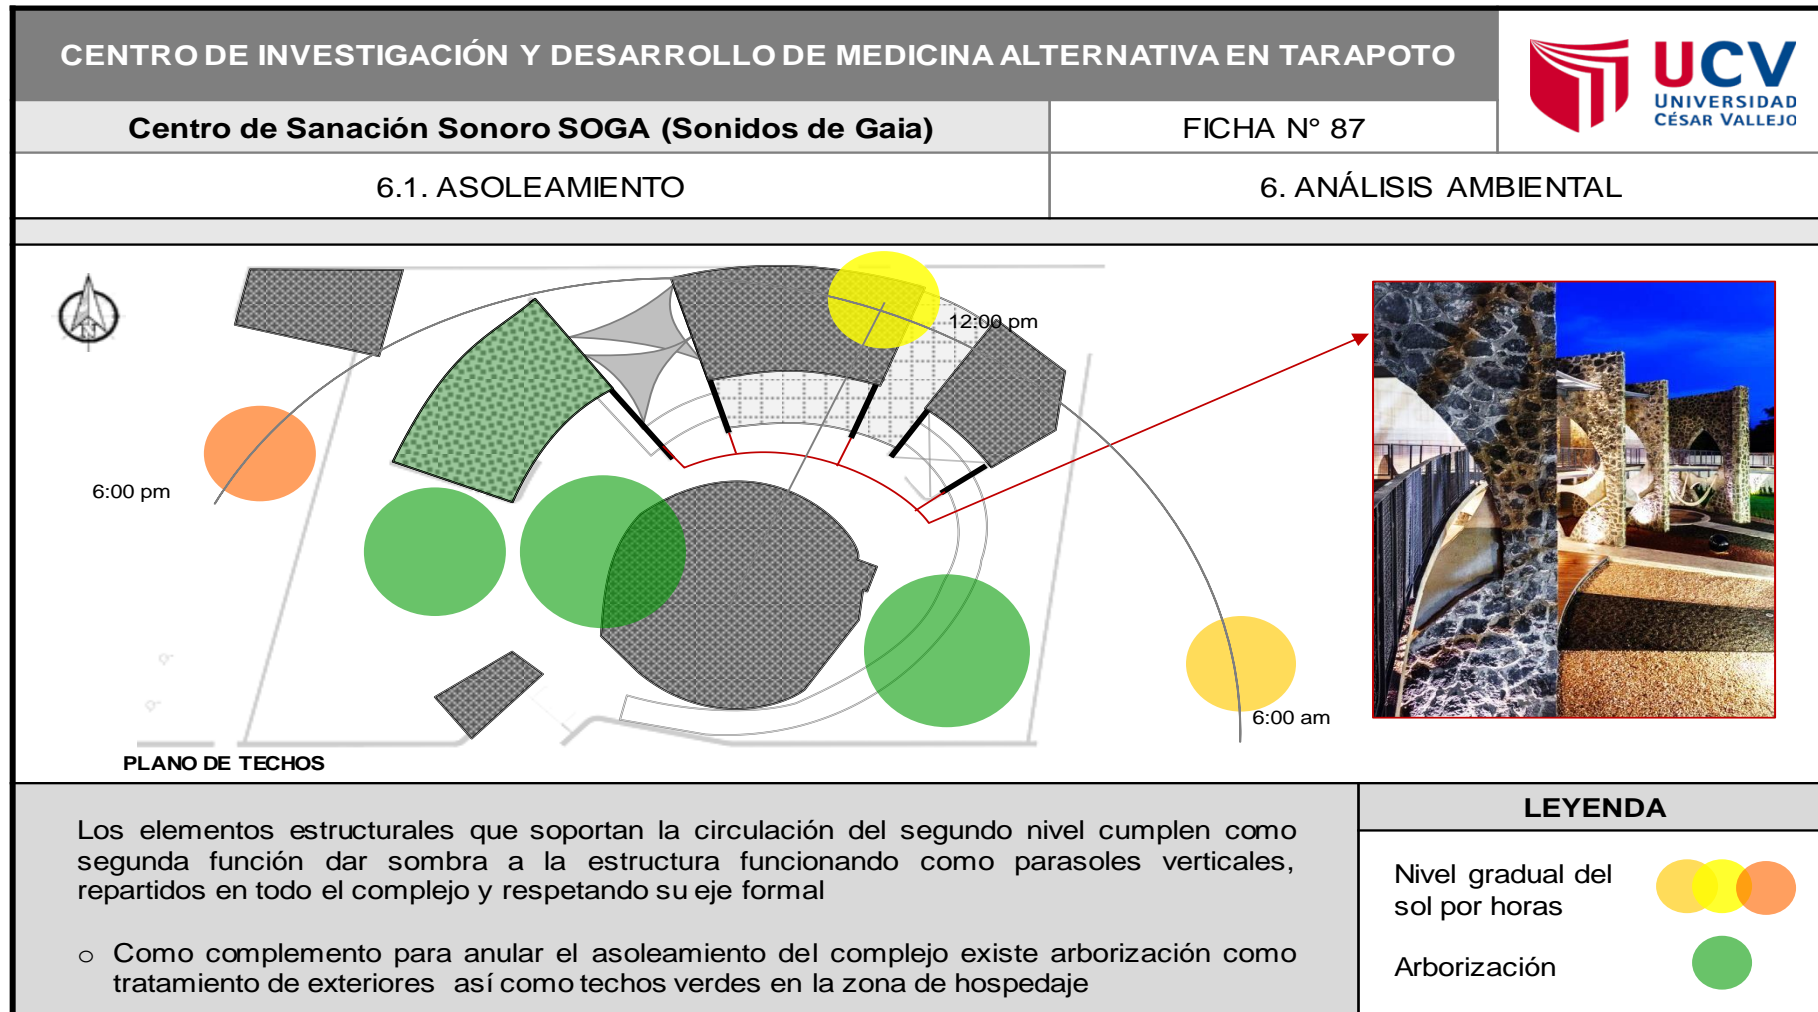 CENTRO DE INVESTIGACIÓN Y DESARROLLO DE MEDICINA ALTERNATIVA EN TARAPOTO
UCV
UNIVERSIDAD
CÉSAR VALLEJO
Centro de Sanación Sonoro SOGA (Sonidos de Gaia)
FICHA N° 87
6.1. ASOLEAMIENTO
6. ANÁLISIS AMBIENTAL
N
12:00 pm
6:00 pm
6:00 am
PLANO DE TECHOS
Los elementos estructurales que soportan la circulación del segundo nivel cumplen como
segunda función dar sombra a la estructura funcionando como parasoles verticales,
repartidos en todo el complejo y respetando su eje formal
o Como complemento para anular el asoleamiento del complejo existe arborización como
tratamiento de exteriores así como techos verdes en la zona de hospedaje
LEYENDA
Nivel gradual del
sol por horas
Arborización